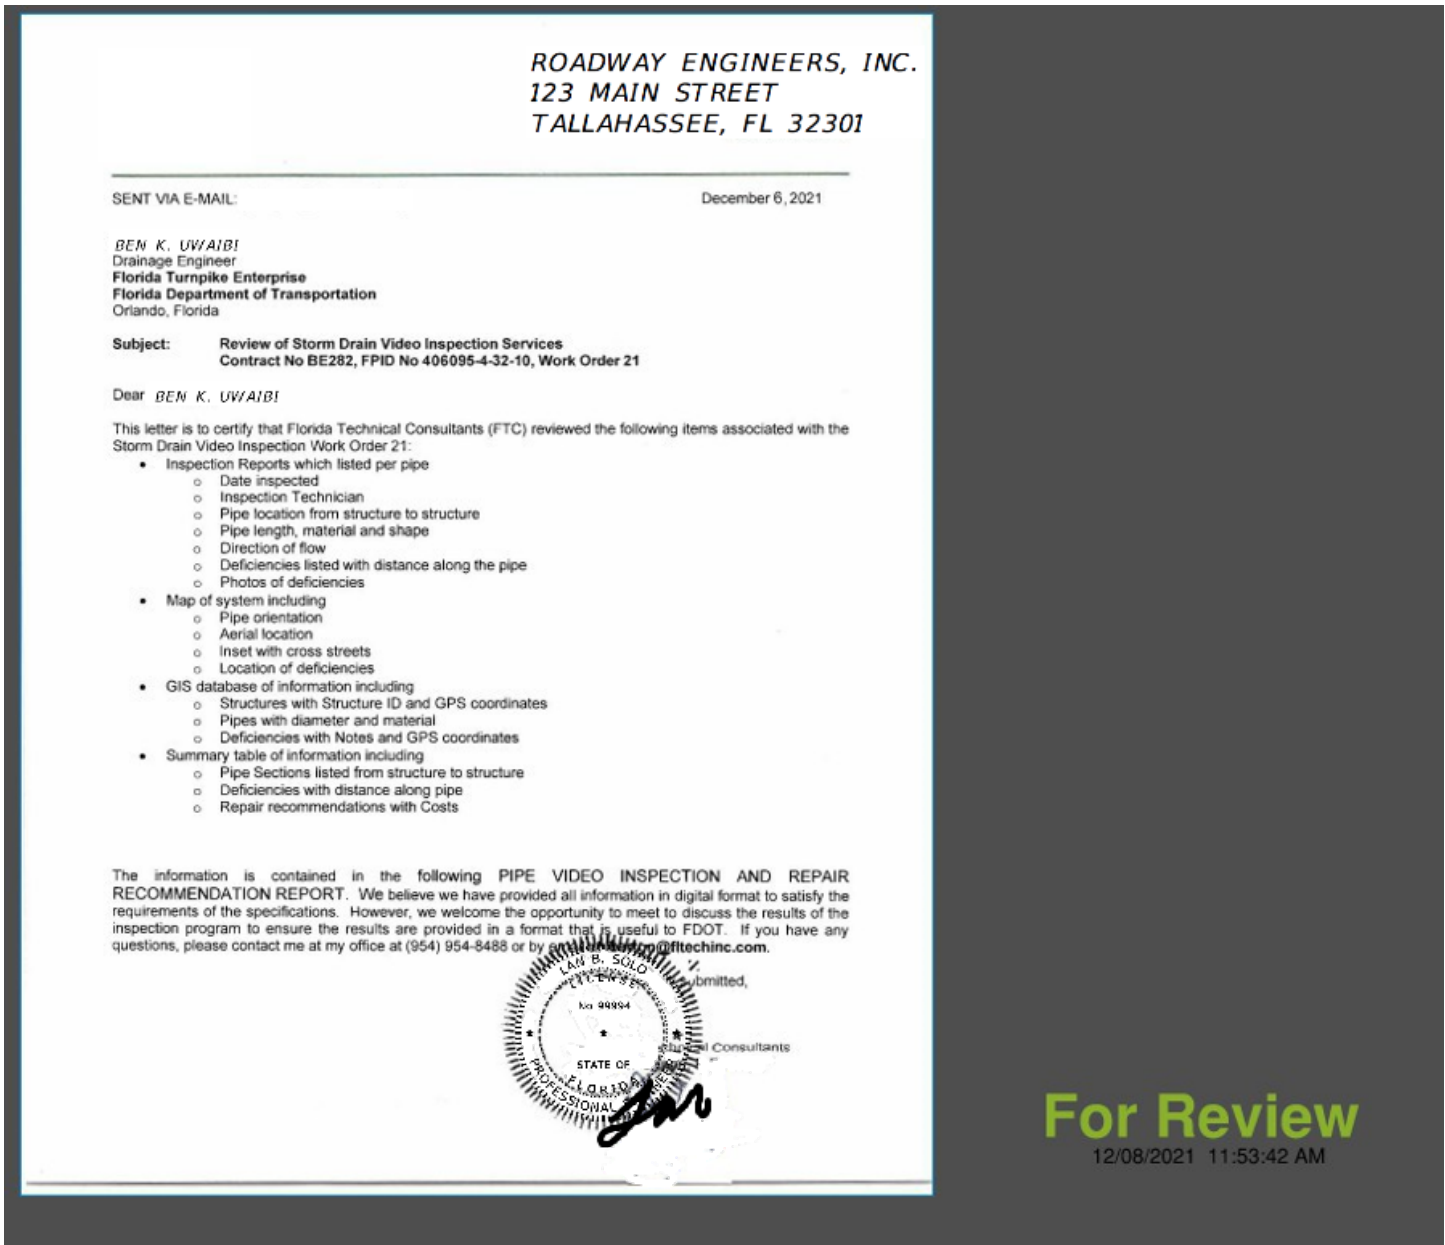 ROADWAY ENGINEERS, INC.
123 MAIN STREET
TALLAHASSEE, FL 32301
SENT VIA E-MAIL:
December 6, 2021
BEN K. UWAIBI
Drainage Engineer
Florida Turnpike Enterprise
Florida Department of Transportation
Orlando, Florida
Subject: Review of Storm Drain Video Inspection Services
Contract No BE282, FPID No 406095-4-32-10, Work Order 21
Dear BEN K. UWAIBI
This letter is to certify that Florida Technical Consultants (FTC) reviewed the following items associated with the
Storm Drain Video Inspection Work Order 21:
• Inspection Reports which listed per pipe
o Date inspected
o Inspection Technician
o Pipe location from structure to structure
o Pipe length, material and shape
o Direction of flow
o Deficiencies listed with distance along the pipe
o Photos of deficiencies
• Map of system including
o Pipe orientation
o Aerial location
o Inset with cross streets
o Location of deficiencies
• GIS database of information including
o Structures with Structure ID and GPS coordinates
o Pipes with diameter and material
o Deficiencies with Notes and GPS coordinates
• Summary table of information including
o Pipe Sections listed from structure to structure
o Deficiencies with distance along pipe
o Repair recommendations with Costs
The information is contained in the following PIPE VIDEO INSPECTION AND REPAIR
RECOMMENDATION REPORT. We believe we have provided all information in digital format to satisfy the
requirements of the specifications. However, we welcome the opportunity to meet to discuss the results of the
inspection program to ensure the results are provided in a format that is useful to FDOT. If you have any
questions, please contact me at my office at (954) 954-8488 or by @fltechinc.com.
ubmitted,
Consultants
LAN B. SOLO
LICENSE
No 99994
STATE OF
FLORIDA
PROFESSIONAL
For Review
12/08/2021 11:53:42 AM